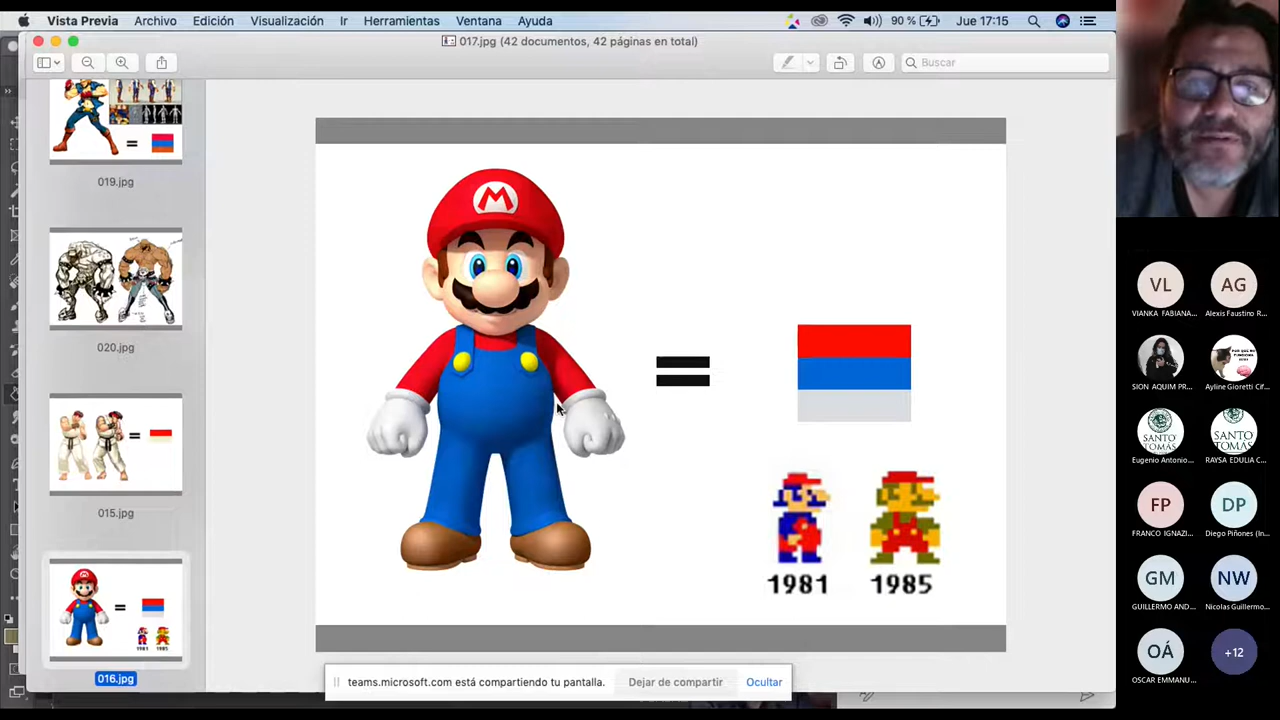 Vista Previa Archivo Edición Visualización Ir Herramientas Ventana Ayuda
90 % Jue 17:15
017.jpg (42 documentos, 42 páginas en total)
Buscar
=
019.jpg
020.jpg
=
015.jpg
M
=
1981 1985
=
1981 1985
016.jpg
teams.microsoft.com está compartiendo tu pantalla. Dejar de compartir Ocultar
VL AG
VIANKA FABIANA... Alexis Faustino R...
SION AQUIM PR... Ayline Gioretti Cif...
SANTO TOMÁS SANTO TOMÁS
Eugenio Antonio... RAYSA EDULIA C...
FP DP
FRANCO IGNAZI... Diego Piñones (In...
GM NW
GUILLERMO AND... Nicolas Guillermo...
OÁ +12
OSCAR EMMANU...